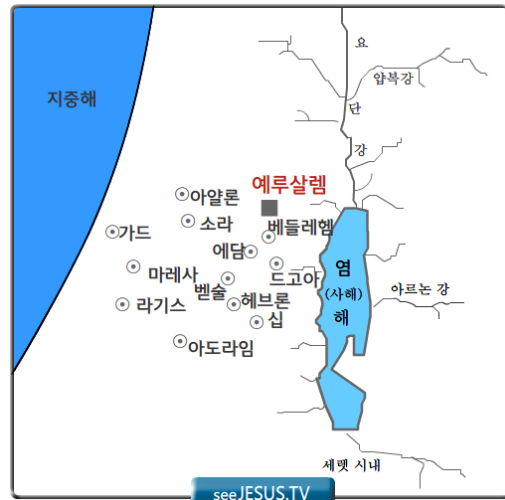 지중해
요
단
강
얍복강
예루살렘
아얄론
소라
베들레헴
가드
에담
마레사
드고아
벧술
염
(사해)
해
아르논 강
라기스
헤브론
십
아도라임
세렛 시내
seeJESUS.TV